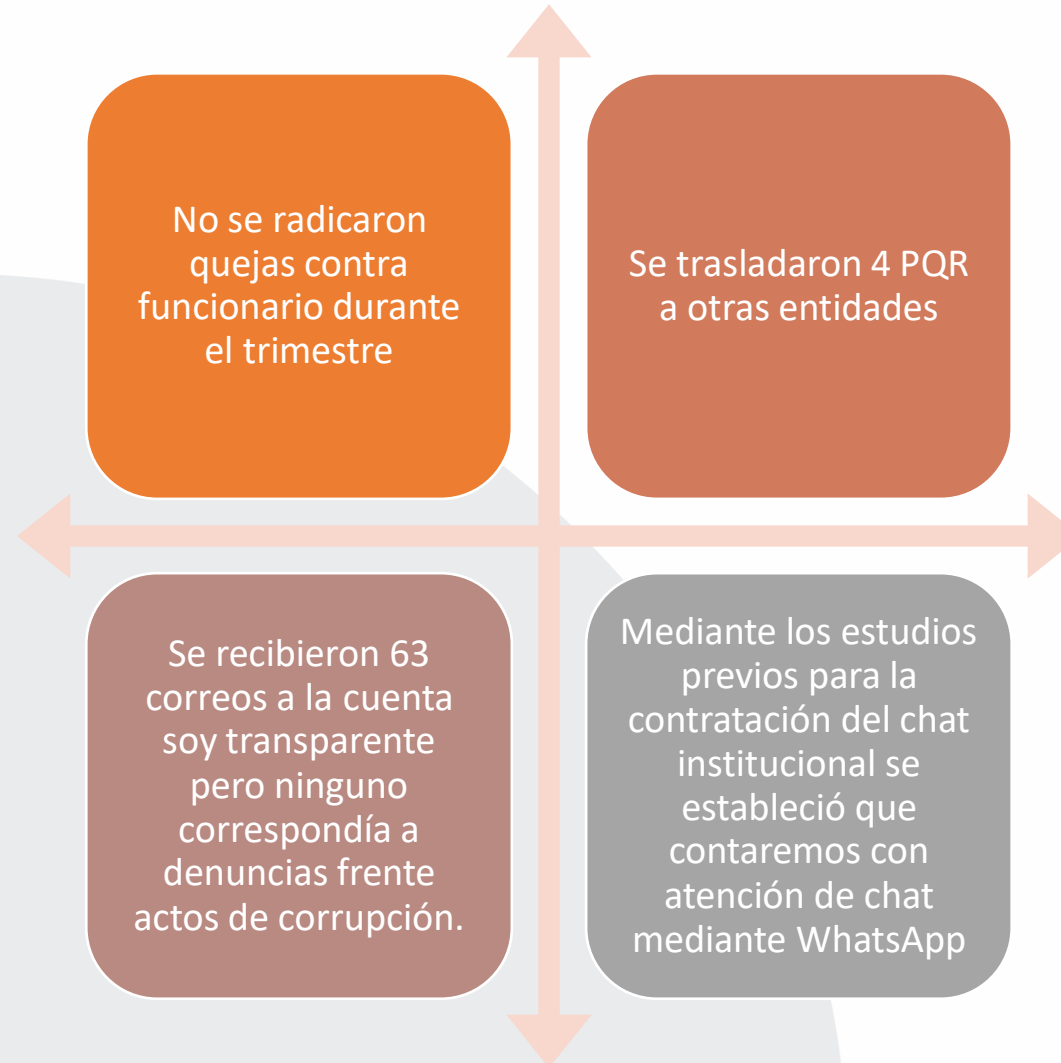 No se radicaron
quejas contra
funcionario durante
el trimestre
Se trasladaron 4 PQR
a otras entidades
Se recibieron 63
correos a la cuenta
soy transparente
pero ninguno
correspondía a
denuncias frente
actos de corrupción.
Mediante los estudios
previos para la
contratación del chat
institucional se
estableció que
contaremos con
atención de chat
mediante WhatsApp